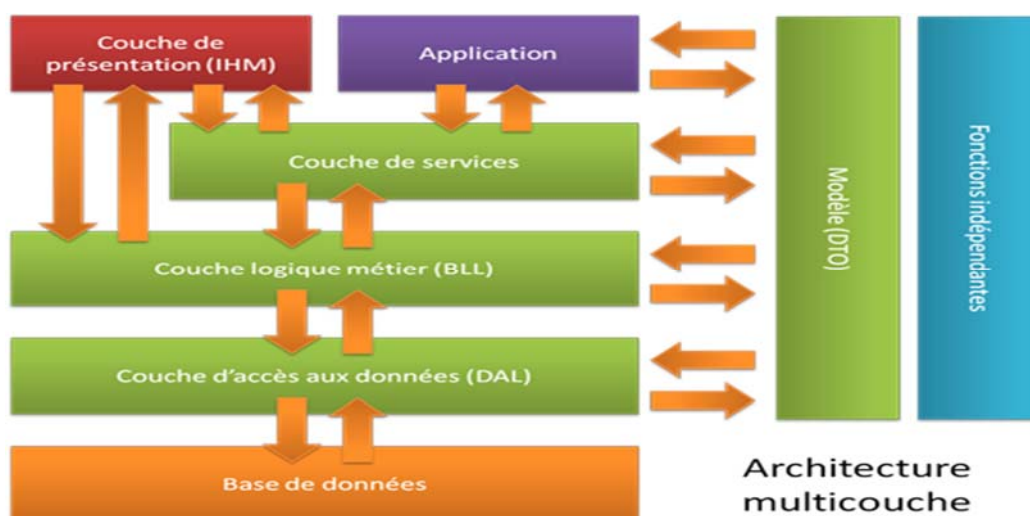 Couche de
présentation (IHM)
Application
Couche de services
Couche logique métier (BLL)
Couche d'accès aux données (DAL)
Base de données
Modèle (DTO)
Fonctions indépendantes
Architecture
multicouche